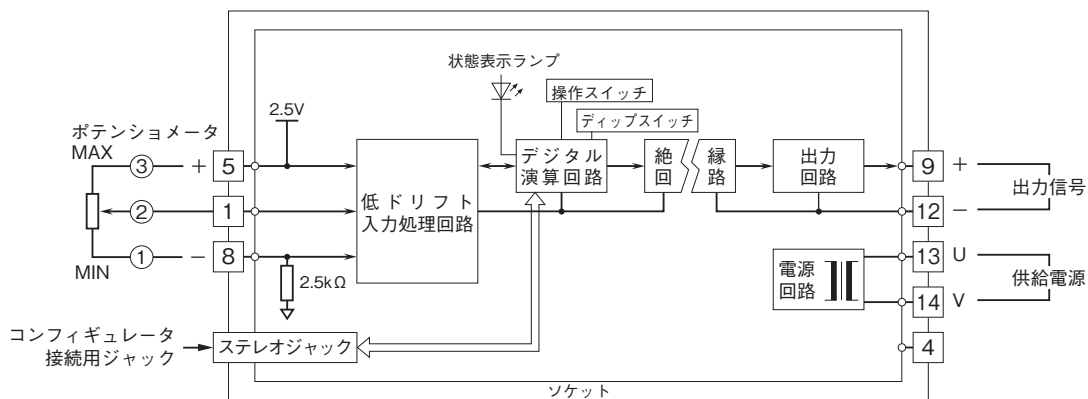 状態表示ランプ
操作スイッチ
ディップスイッチ
2.5V
ポテンショメータ
MAX
③ + 5
② 1
① − 8
MIN
低ドリフト
入力処理回路
2.5kΩ
デジタル
演算回路
絶縁
回路
出力
回路
9 +
12 −
出力信号
電源
回路
13 U
14 V
供給電源
4
コンフィギュレータ
接続用ジャック
ステレオジャック
ソケット